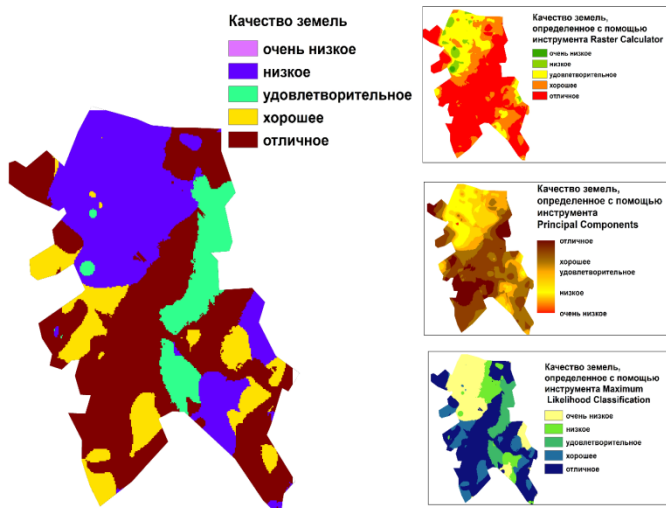 Качество земель
очень низкое
низкое
удовлетворительное
хорошее
отличное
Качество земель,
определенное с помощью
инструмента Raster Calculator
очень низкое
низкое
удовлетворительное
хорошее
отличное
Качество земель,
определенное с помощью
инструмента
Principal Components
отличное
хорошее
удовлетворительное
низкое
очень низкое
Качество земель,
определенное с помощью
инструмента Maximum
Likelihood Classification
очень низкое
низкое
удовлетворительное
хорошее
отличное